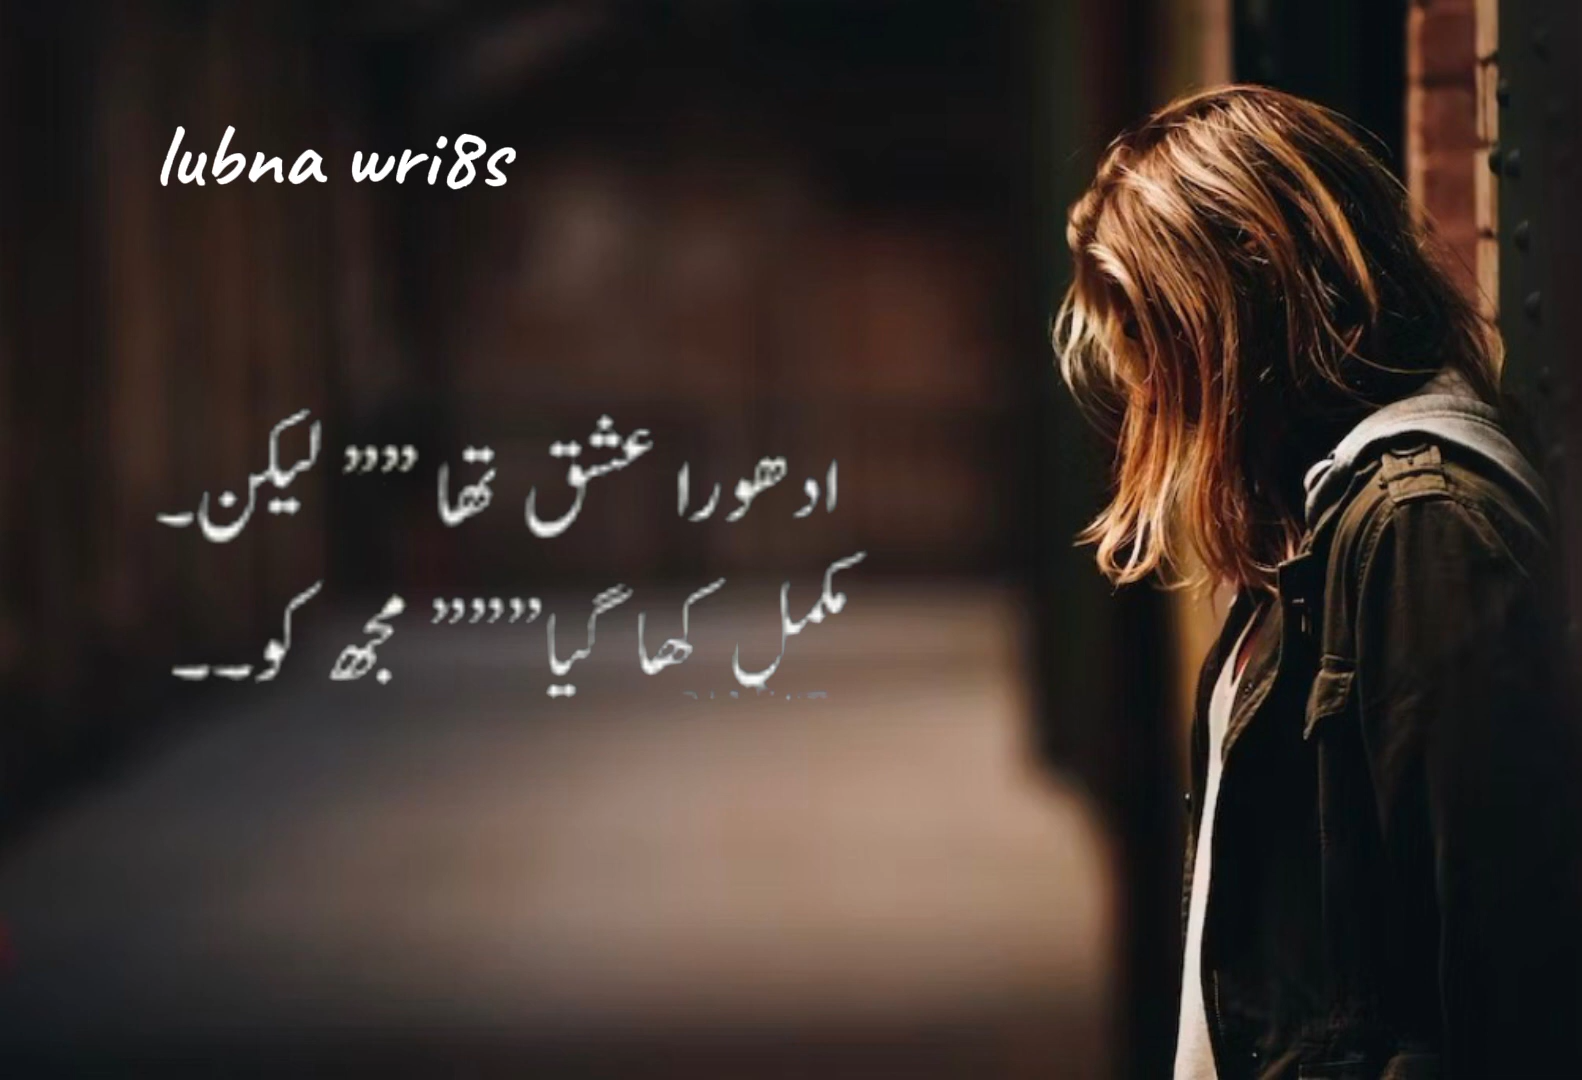 lubna wri8s
ادھورا عشق تھا ,,,, لیکن۔
مکمل کھا گیا,,,,,, مجھ کو۔۔